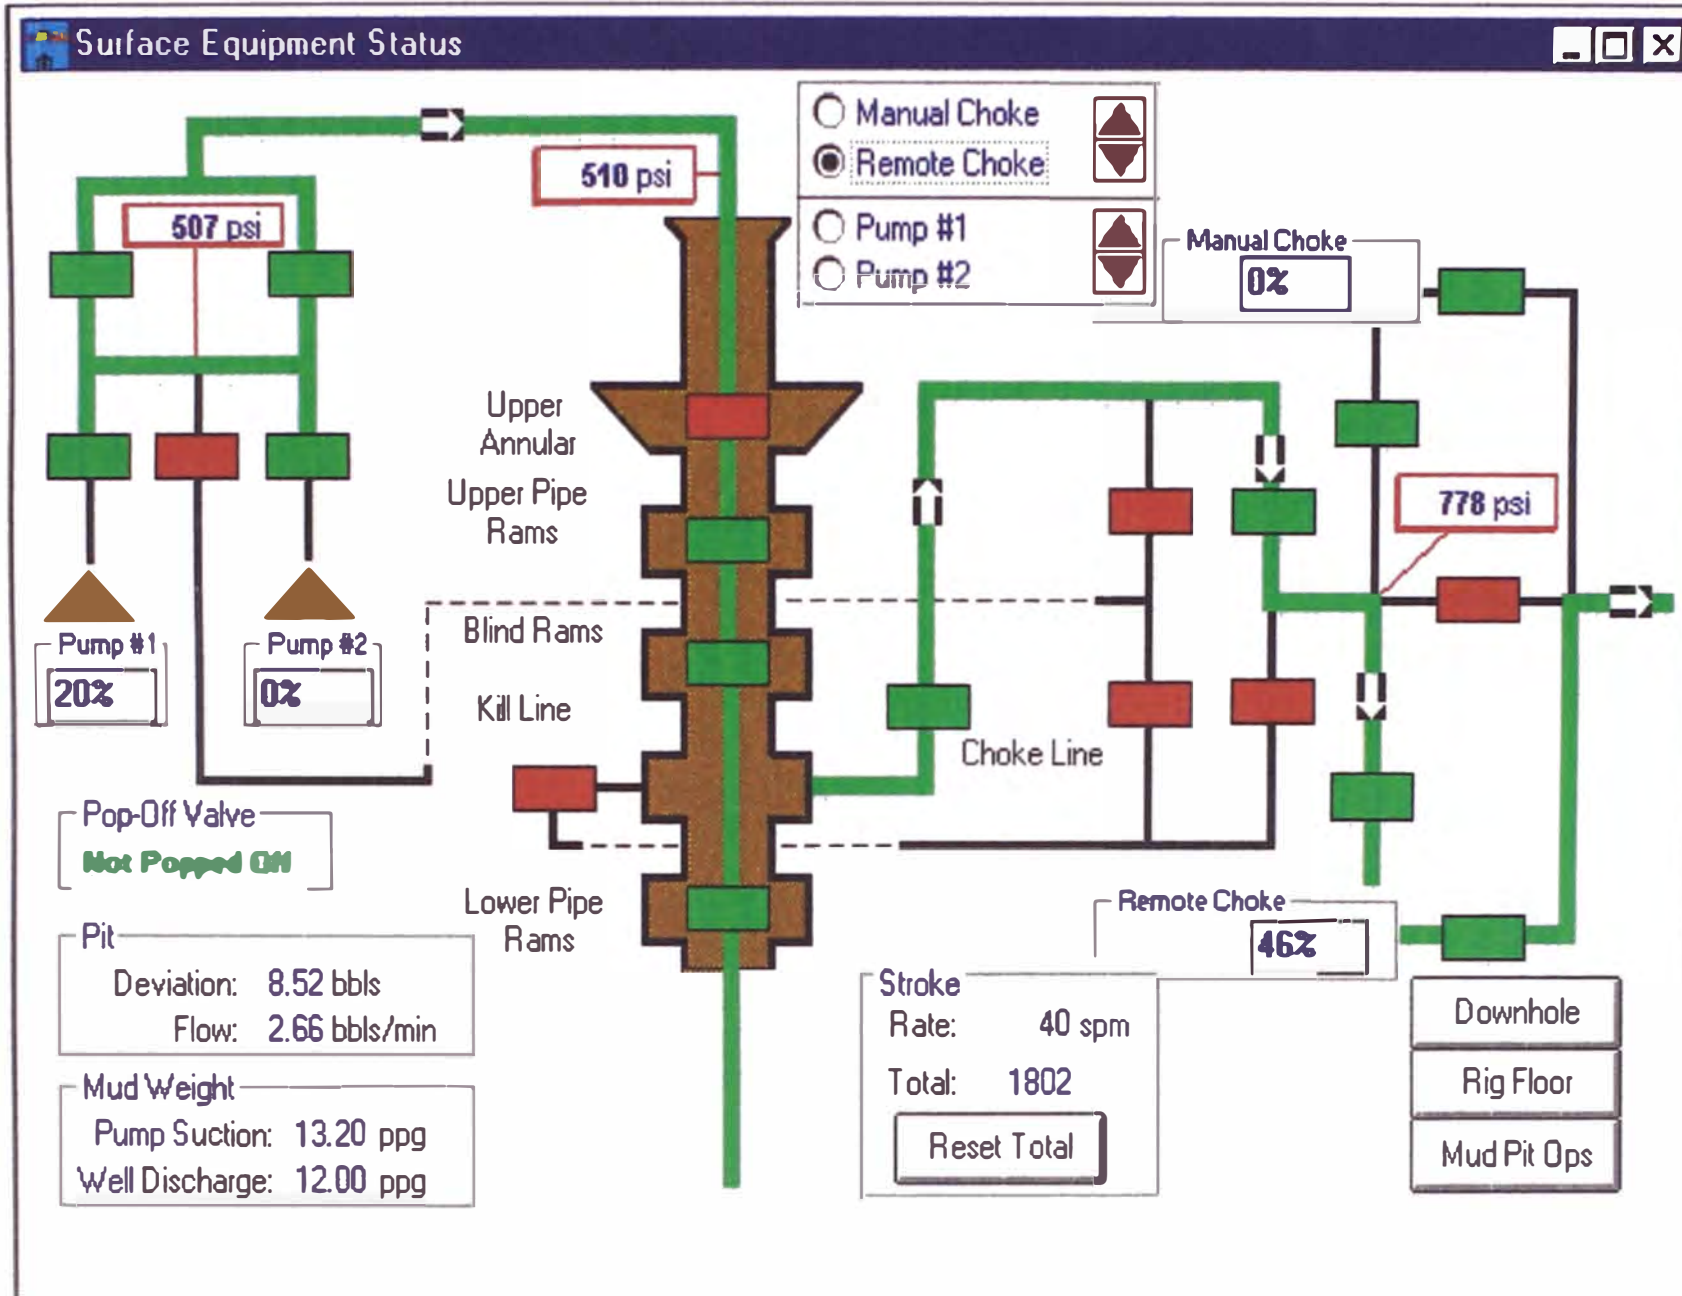 Surface Equipment Status
510 psi
507 psi
Manual Choke
Remote Choke
Pump #1
Pump #2
Manual Choke
0%
Upper
Annular
Upper Pipe
Rams
778 psi
Blind Rams
Pump #1
20%
Pump #2
0%
Kill Line
Choke Line
Pop-Off Valve
Not Popped Off
Lower Pipe
Rams
Remote Choke
46%
Pit
Deviation: 8.52 bbls
Flow: 2.66 bbls/min
Mud Weight
Pump Suction: 13.20 ppg
Well Discharge: 12.00 ppg
Stroke
Rate: 40 spm
Total: 1802
Reset Total
Downhole
Rig Floor
Mud Pit Ops